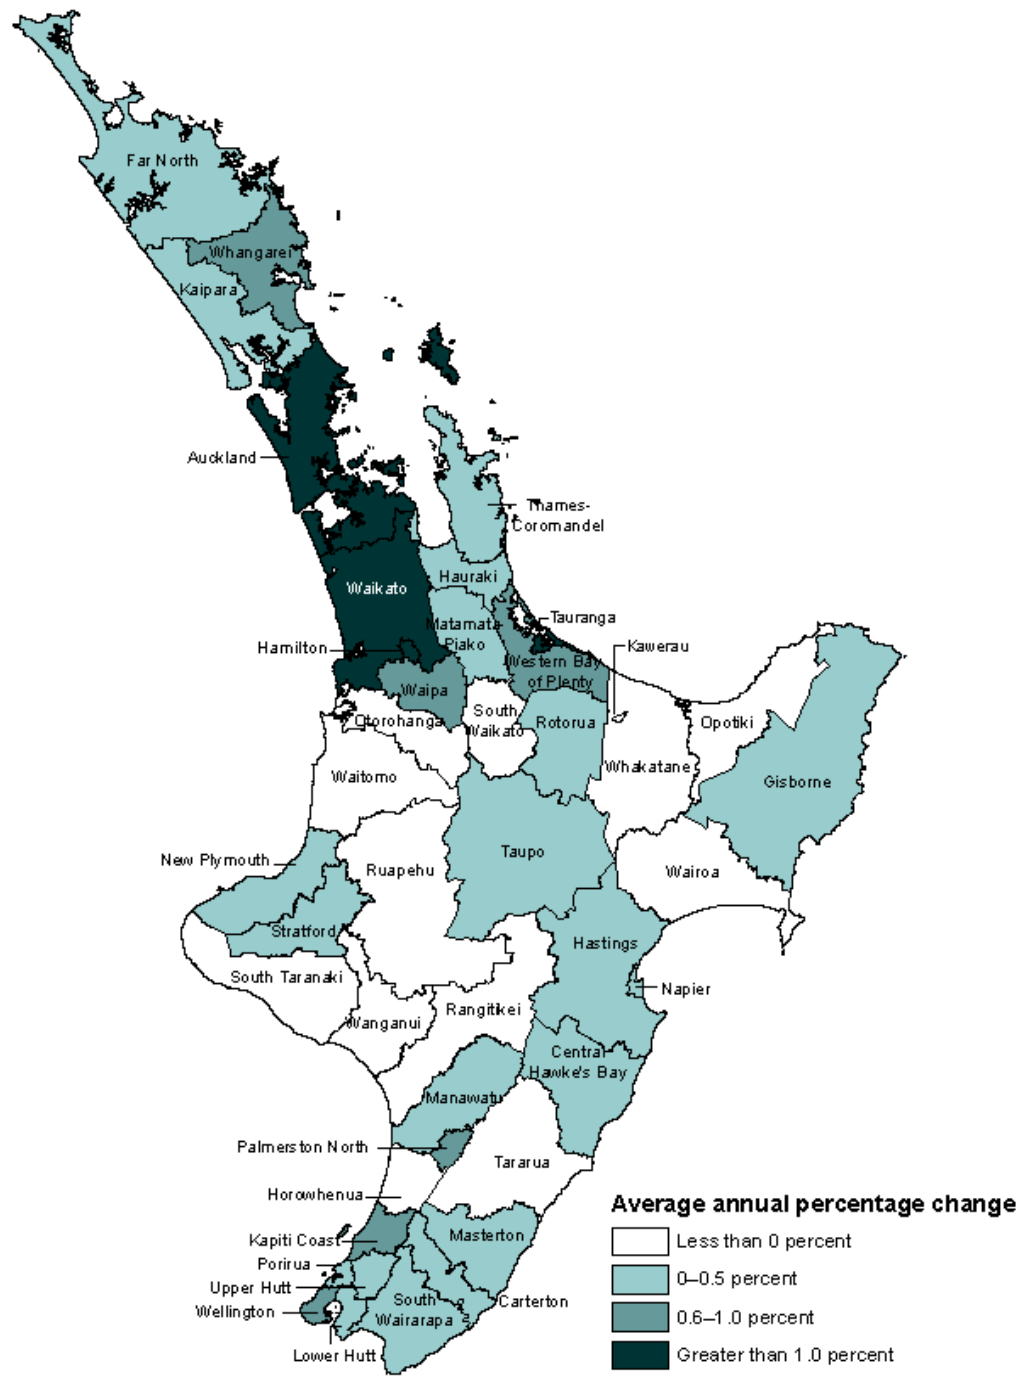 Far North
Whangarei
Kaipara
Auckland
Thames-
Coromandel
Hauraki
Waikato
Tauranga
Matamata
Piako
Hamilton
Kawerau
Western Bay
of Plenty
Waipa
South
Waikato
Otorohanga
Rotorua
Opotiki
Whakatane
Waitomo
Gisborne
Taupo
New Plymouth
Ruapehu
Wairoa
Stratford
Hastings
South Taranaki
Napier
Rangitikei
Wanganui
Central
Hawke's Bay
Manawatu
Palmerston North
Tararua
Horowhenua
Average annual percentage change
Masterton
Kapiti Coast
Less than 0 percent
Porirua
0–0.5 percent
Upper Hutt
South
Wairarapa
Carterton
Wellington
0.6–1.0 percent
Lower Hutt
Greater than 1.0 percent